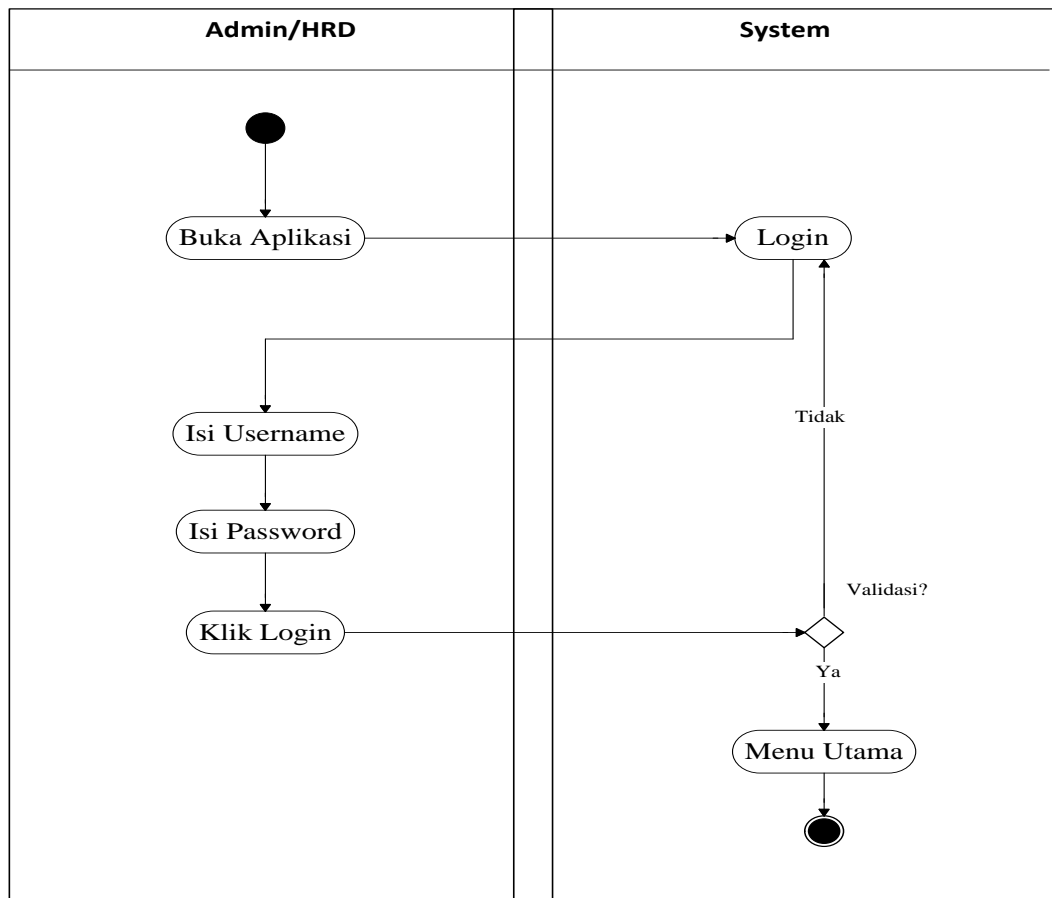 Admin/HRD
System
Buka Aplikasi
Login
Isi Username
Tidak
Isi Password
Validasi?
Klik Login
Ya
Menu Utama